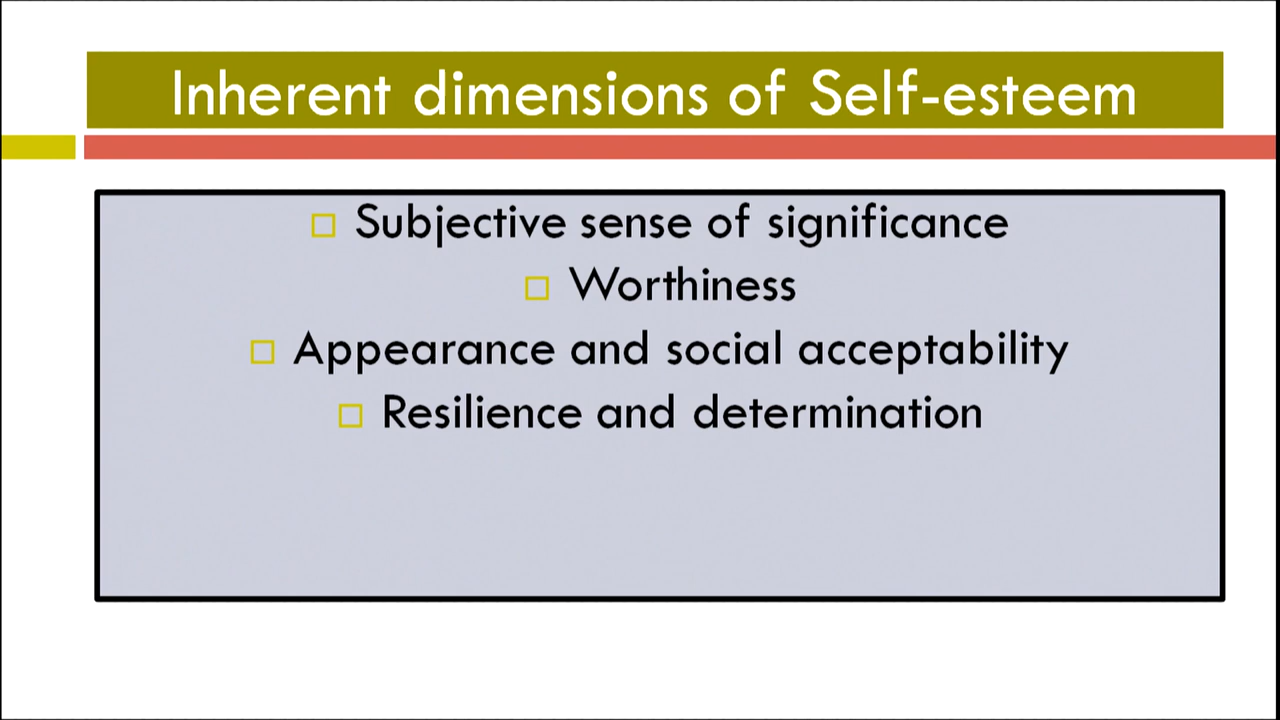 Inherent dimensions of Self-esteem
Subjective sense of significance
Worthiness
Appearance and social acceptability
Resilience and determination